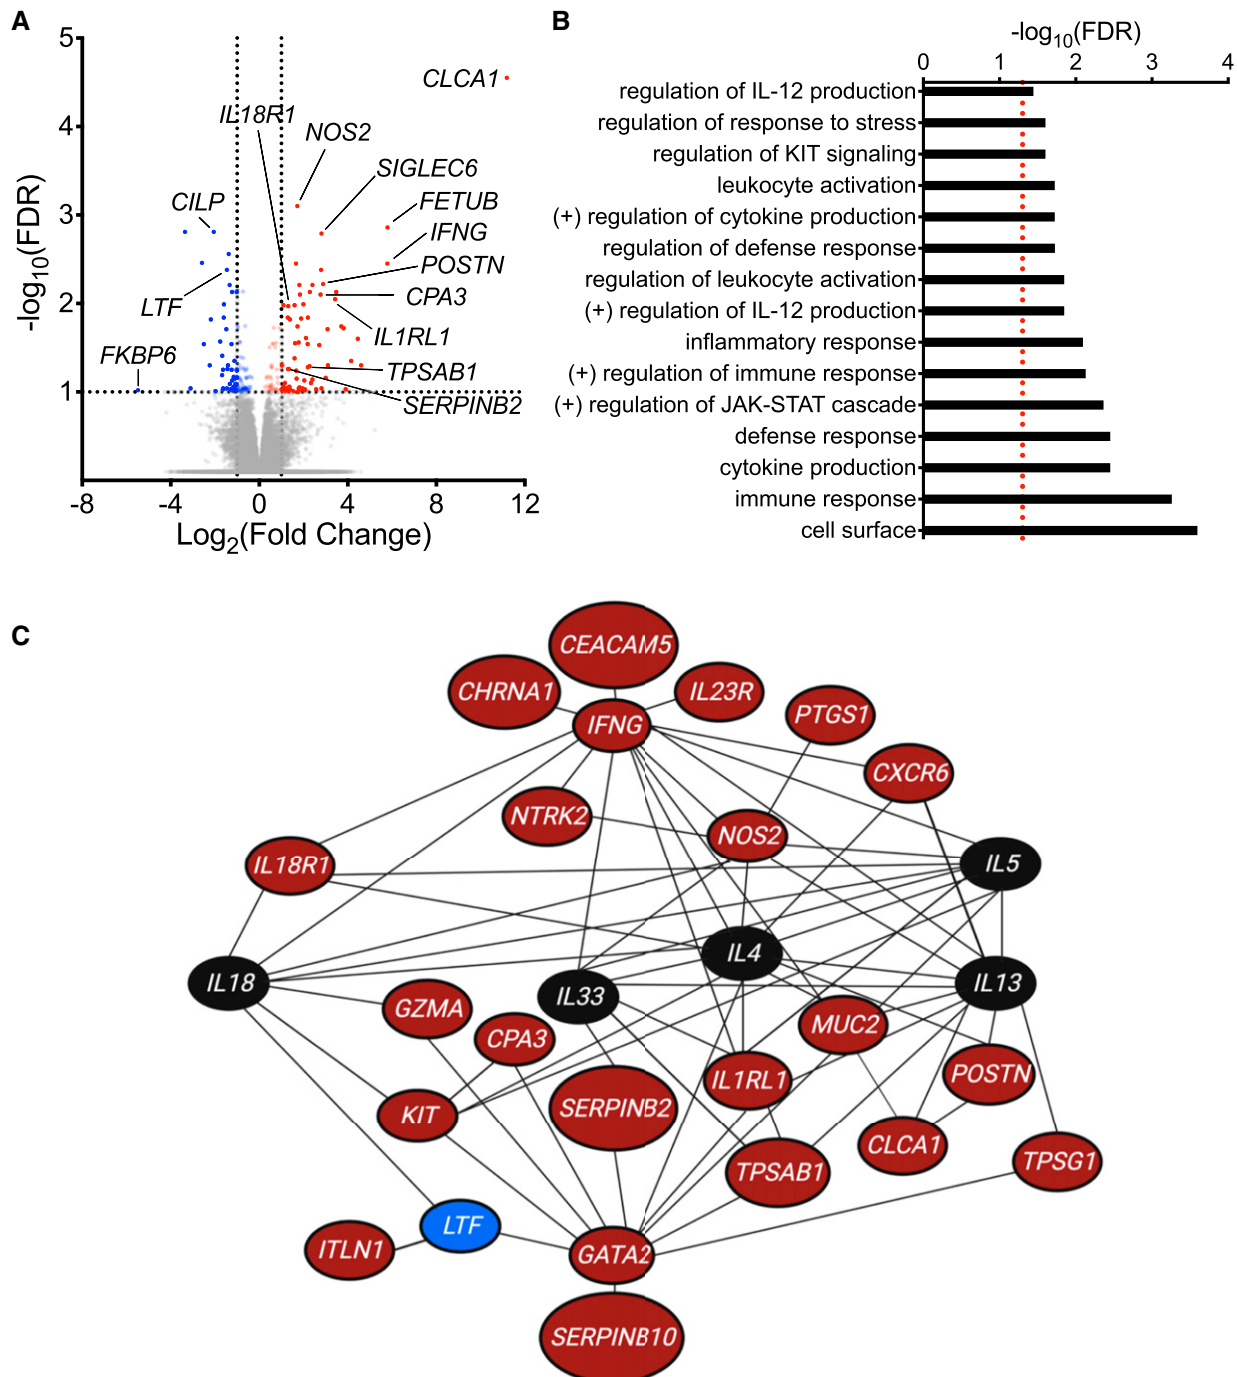 A
5
4
3
2
1
-log10(FDR)
CLCA1
IL18R1
NOS2
SIGLEC6
CILP
FETUB
IFNG
POSTN
LTF
CPA3
IL1RL1
FKBP6
TPSAB1
SERPINB2
-8
-4
0
4
8
12
Log2(Fold Change)
B
-log10(FDR)
0
1
2
3
4
regulation of IL-12 production
regulation of response to stress
regulation of KIT signaling
leukocyte activation
(+) regulation of cytokine production
regulation of defense response
regulation of leukocyte activation
(+) regulation of IL-12 production
inflammatory response
(+) regulation of immune response
(+) regulation of JAK-STAT cascade
defense response
cytokine production
immune response
cell surface
C
CEACAM5
CHRNA1
IL23R
IFNG
PTGS1
CXCR6
NTRK2
NOS2
IL18R1
IL5
IL4
IL18
IL33
IL13
GZMA
MUC2
CPA3
IL1RL1
POSTN
KIT
SERPINB2
CLCA1
TPSAB1
TPSG1
LTF
ITLN1
GATA2
SERPINB10